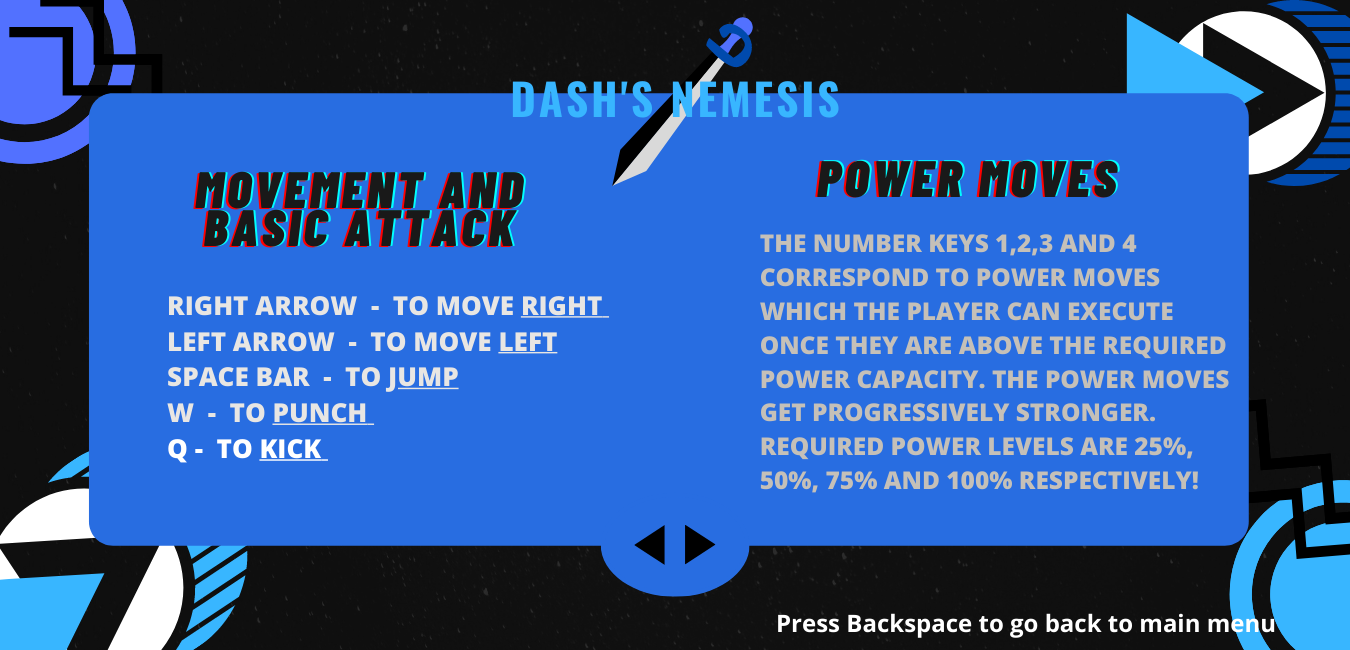 DASH'S NEMESIS
MOVEMENT AND
BASIC ATTACK
RIGHT ARROW - TO MOVE RIGHT
LEFT ARROW - TO MOVE LEFT
SPACE BAR - TO JUMP
W - TO PUNCH
Q - TO KICK
POWER MOVES
THE NUMBER KEYS 1,2,3 AND 4
CORRESPOND TO POWER MOVES
WHICH THE PLAYER CAN EXECUTE
ONCE THEY ARE ABOVE THE REQUIRED
POWER CAPACITY. THE POWER MOVES
GET PROGRESSIVELY STRONGER.
REQUIRED POWER LEVELS ARE 25%,
50%, 75% AND 100% RESPECTIVELY!
Press Backspace to go back to main menu